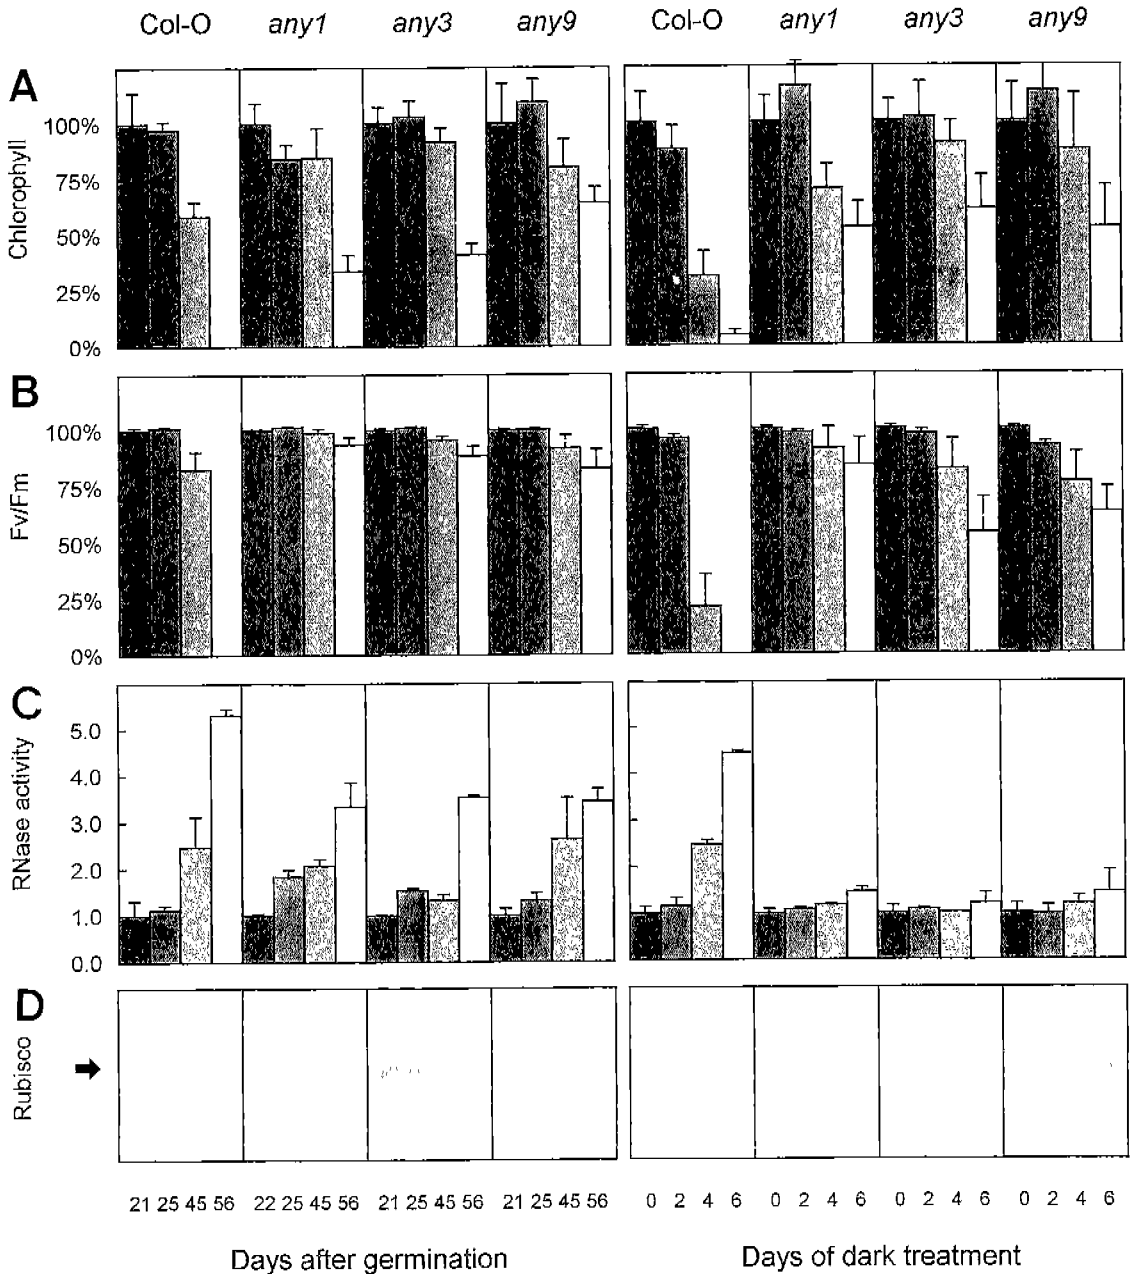 Col-O any1 any3 any9 Col-O any1 any3 any9
A
Chlorophyll
100%
75%
50%
25%
0%
B
Fv/Fm
100%
75%
50%
25%
0%
C
RNase activity
5.0
4.0
3.0
2.0
1.0
0.0
D
Rubisco
21 25 45 56 22 25 45 56 21 25 45 56 21 25 45 56 0 2 4 6 0 2 4 6 0 2 4 6 0 2 4 6
Days after germination Days of dark treatment